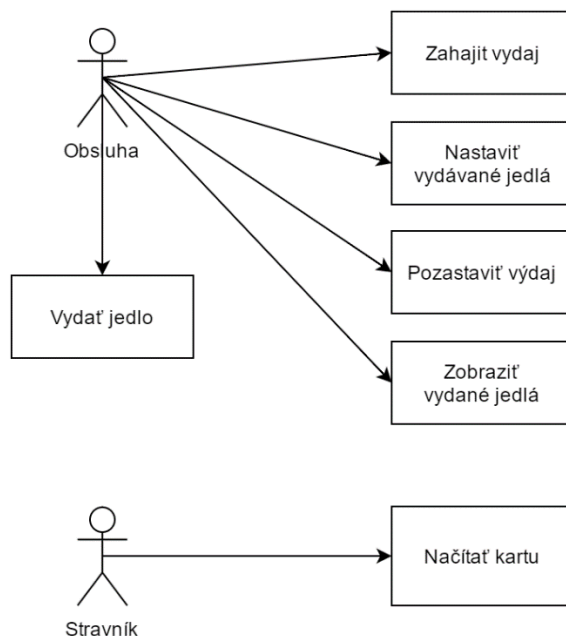 Zahajit vydaj
Obsluha
Nastaviť
vydávané jedlá
Pozastaviť výdaj
Vydať jedlo
Zobraziť
vydané jedlá
Načítať kartu
Stravník